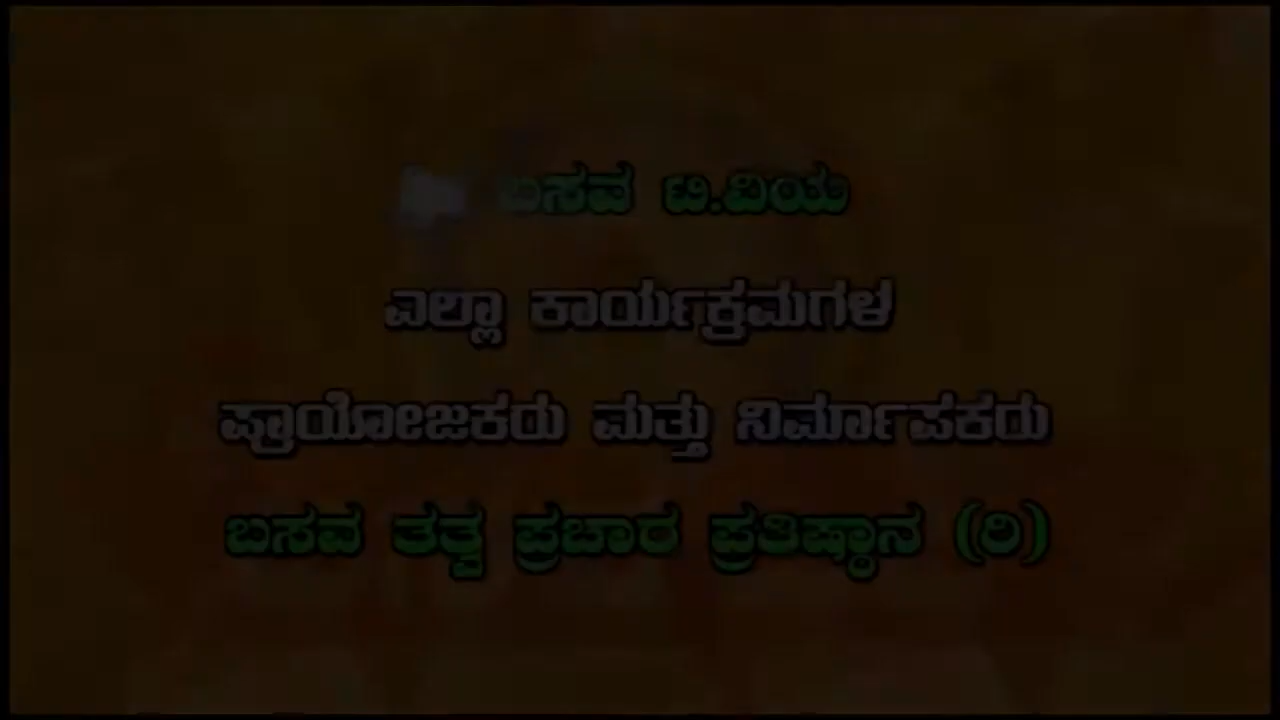 ಬಸವ ಟಿ.ವಿಯ
ಎಲ್ಲಾ ಕಾರ್ಯಕ್ರಮಗಳ
ಪ್ರಾಯೋಜಕರು ಮತ್ತು ನಿರ್ಮಾಪಕರು
ಬಸವ ತತ್ವ ಪ್ರಚಾರ ಪ್ರತಿಷ್ಠಾನ (ರಿ)